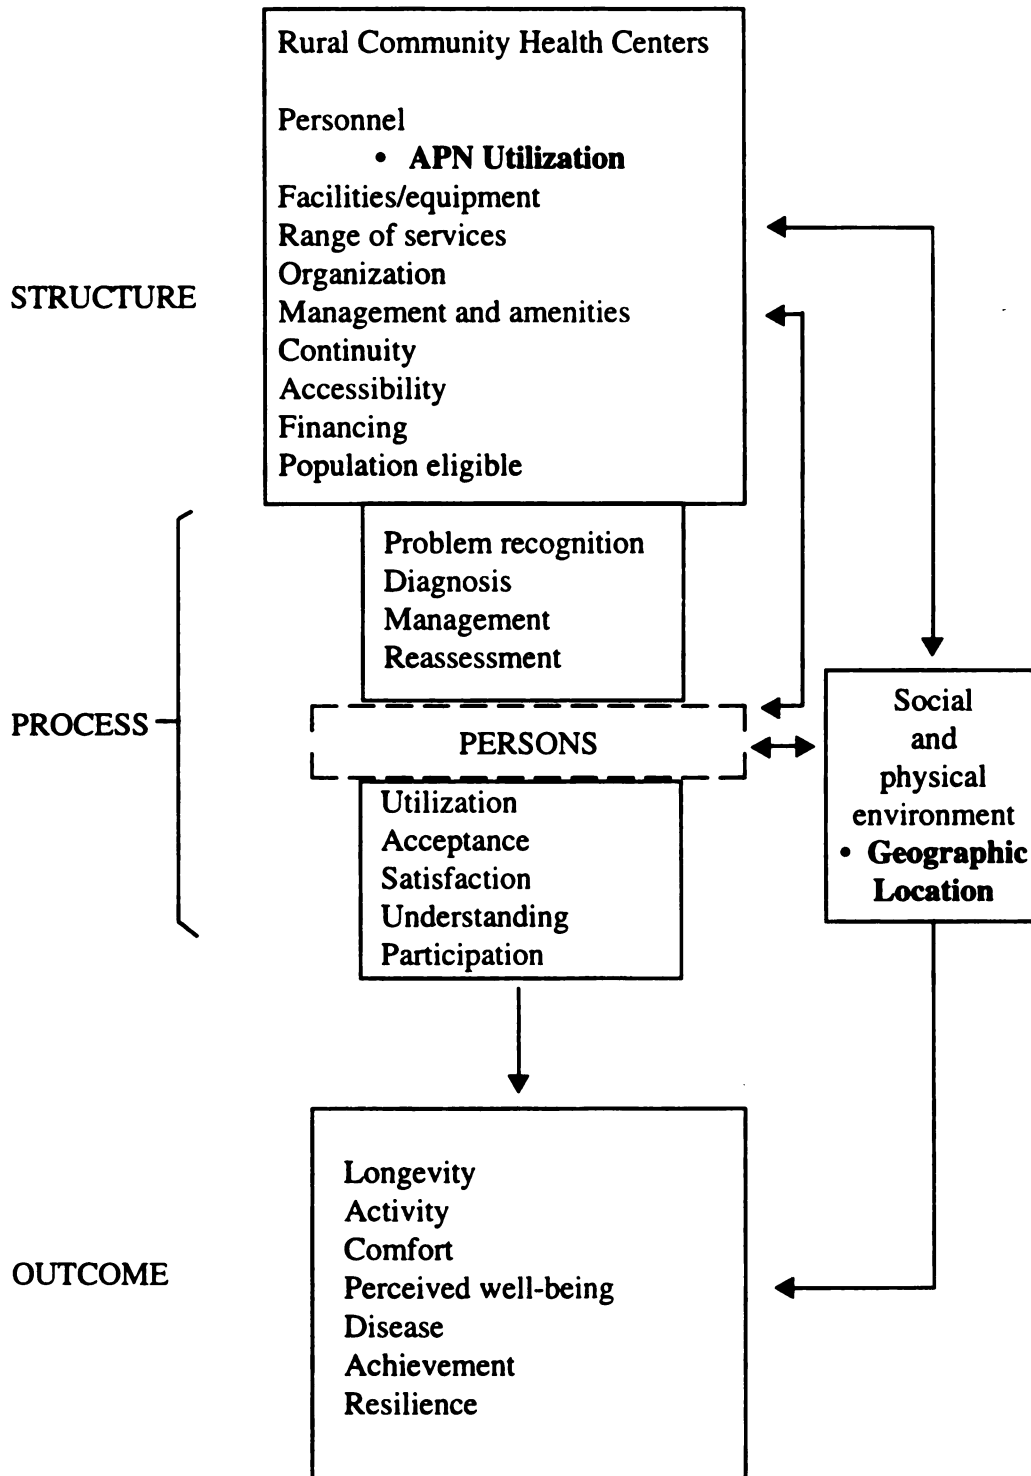 Rural Community Health Centers
Personnel
• APN Utilization
Facilities/equipment
Range of services
STRUCTURE
Organization
Management and amenities
Continuity
Accessibility
Financing
Population eligible
Problem recognition
Diagnosis
Management
Reassessment
PROCESS
PERSONS
Utilization
Acceptance
Satisfaction
Understanding
Participation
Social
and
physical
environment
• Geographic
Location
OUTCOME
Longevity
Activity
Comfort
Perceived well-being
Disease
Achievement
Resilience